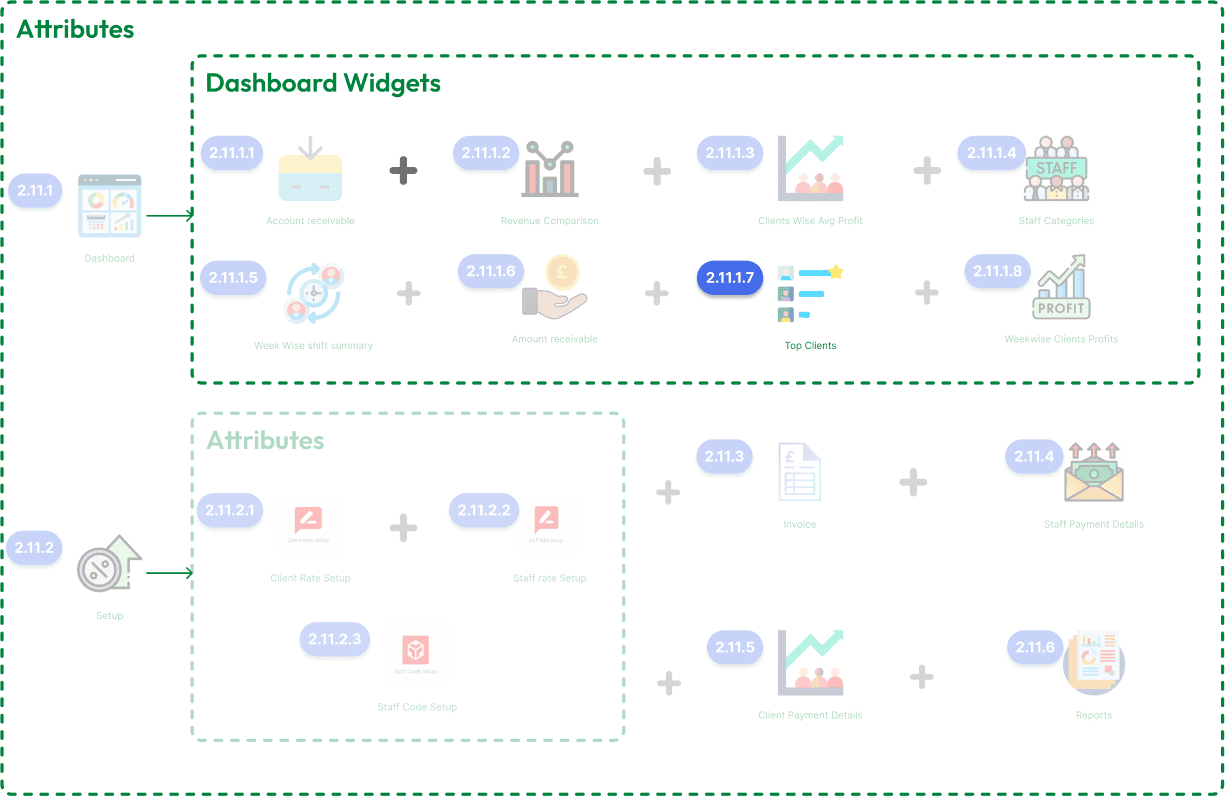 Attributes
Dashboard Widgets
2.11.1
Dashboard
2.11.1.1
Account receivable
2.11.1.2
Revenue Comparison
2.11.1.3
Clients Wise Avg Profit
2.11.1.4
STAFF
Staff Categories
2.11.1.5
Week Wise shift summary
2.11.1.6
£
Amount receivable
2.11.1.7
Top Clients
2.11.1.8
PROFIT
Weekwise Clients Profits
2.11.2
Setup
Attributes
2.11.2.1
Client Rate Setup
Client Rate Setup
2.11.2.2
Staff Rate Setup
Staff rate Setup
2.11.2.3
Staff Code Setup
Staff Code Setup
2.11.3
£
Invoice
2.11.4
Staff Payment Details
2.11.5
Client Payment Details
2.11.6
Reports